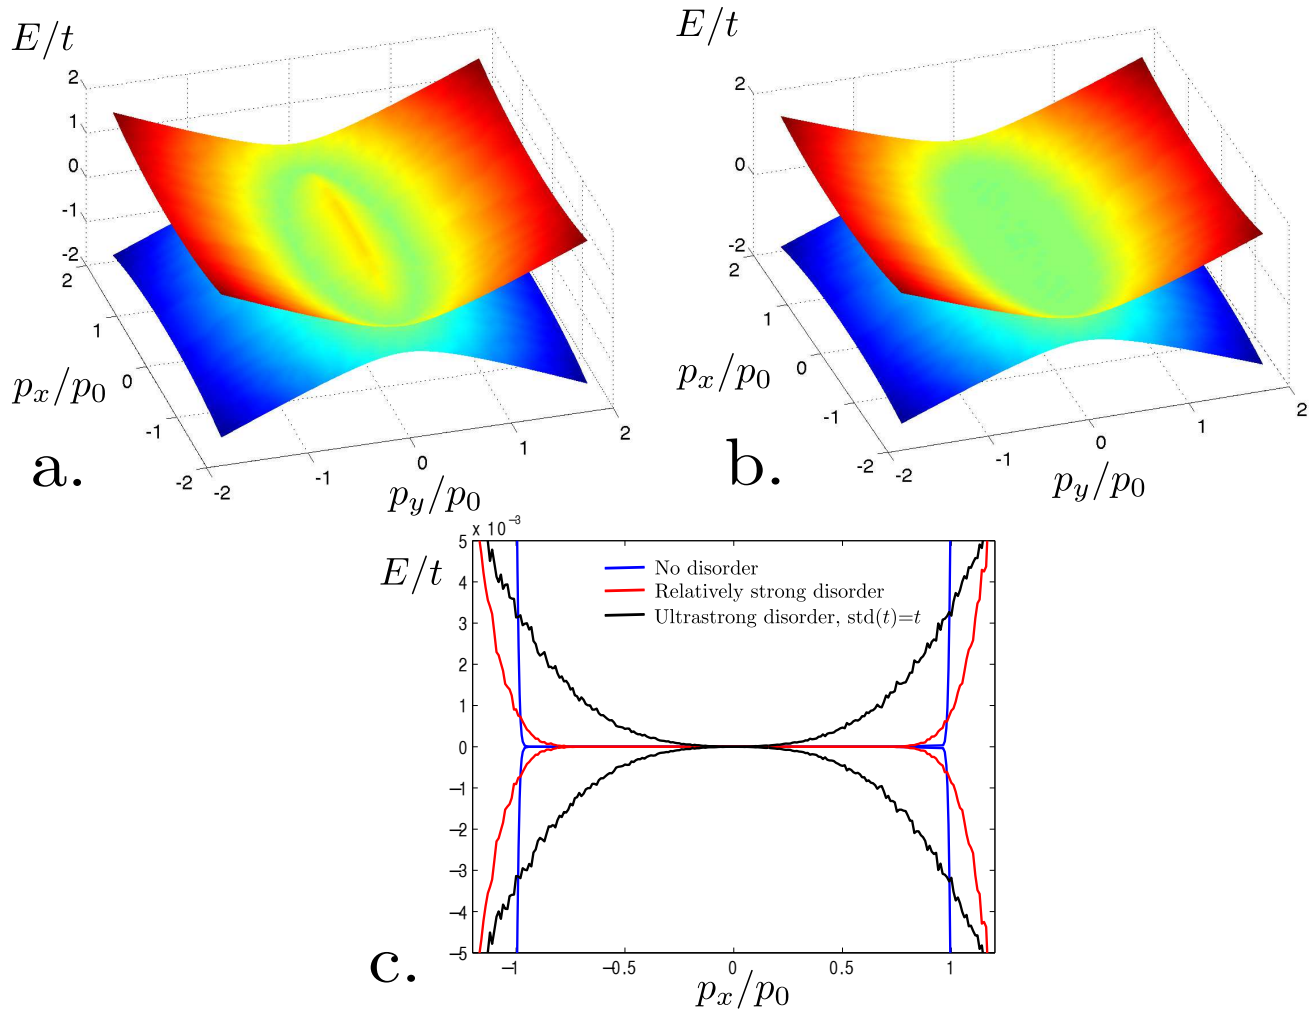 E/t
2
1
0
-1
-2
2
1
0
-1
-2
-2
-1
0
1
2
p_x/p_0
p_y/p_0
a.
E/t
2
0
-2
2
1
0
-1
-2
-2
-1
0
1
2
p_x/p_0
p_y/p_0
b.
x 10^-3
E/t
5
4
3
2
1
0
−1
−2
−3
−4
−5
−1
−0.5
0
0.5
1
No disorder
Relatively strong disorder
Ultrastrong disorder, std(t)=t
p_x/p_0
c.